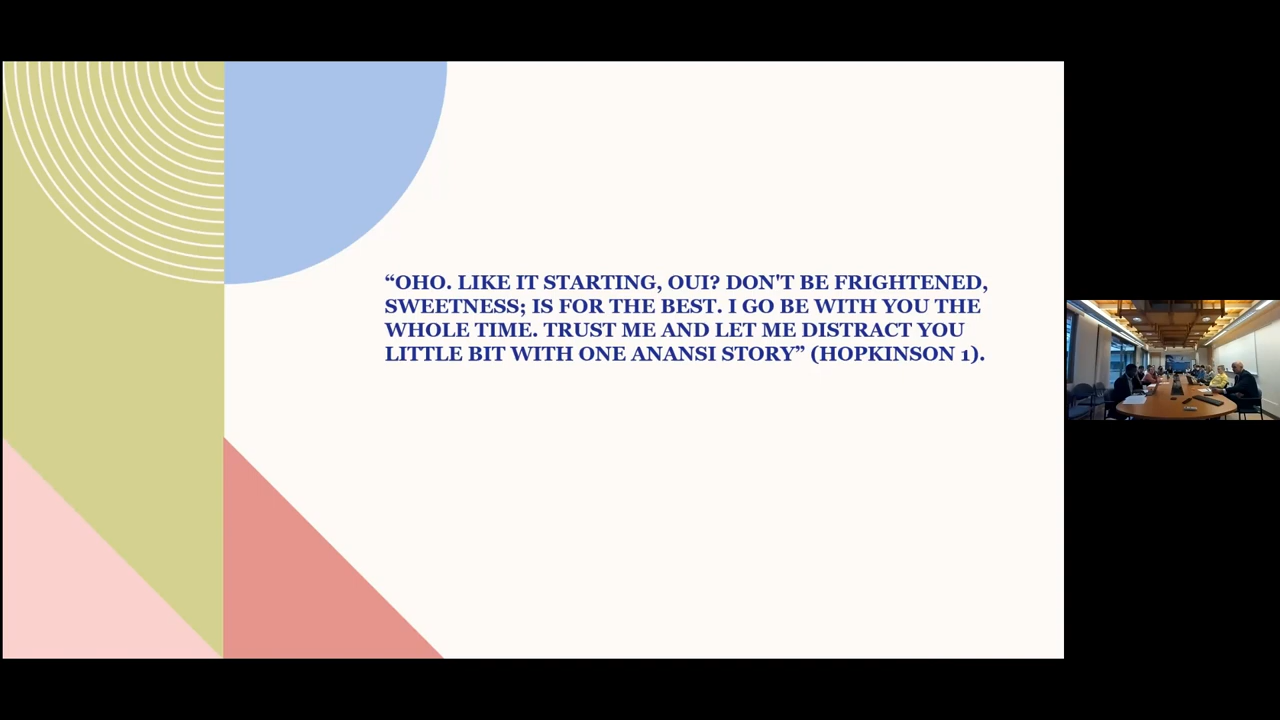 “OHO. LIKE IT STARTING, OUI? DON'T BE FRIGHTENED,
SWEETNESS; IS FOR THE BEST. I GO BE WITH YOU THE
WHOLE TIME. TRUST ME AND LET ME DISTRACT YOU
LITTLE BIT WITH ONE ANANSI STORY” (HOPKINSON 1).